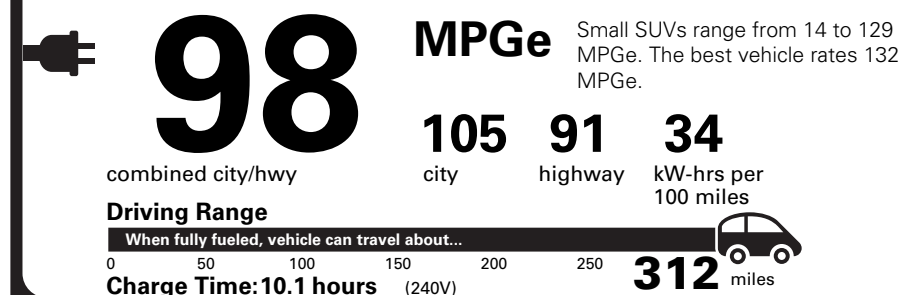 98 MPGe Small SUVs range from 14 to 129
MPGe. The best vehicle rates 132
MPGe.
105 91 34
combined city/hwy city highway kW-hrs per
100 miles
Driving Range
When fully fueled, vehicle can travel about...
0 50 100 150 200 250 312 miles
Charge Time:10.1 hours (240V)